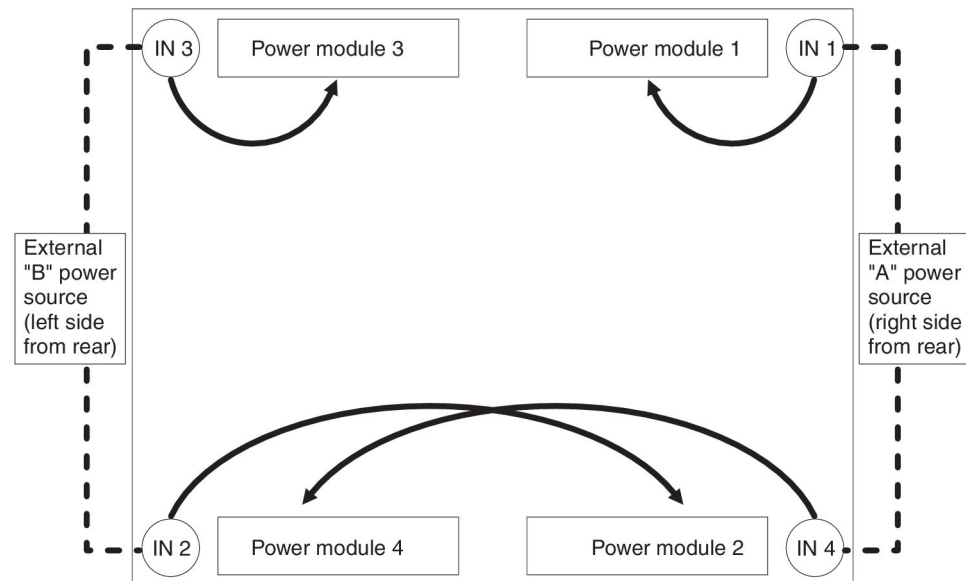 IN 3
Power module 3
Power module 1
IN 1
External
"B" power
source
(left side
from rear)
External
"A" power
source
(right side
from rear)
IN 2
Power module 4
Power module 2
IN 4